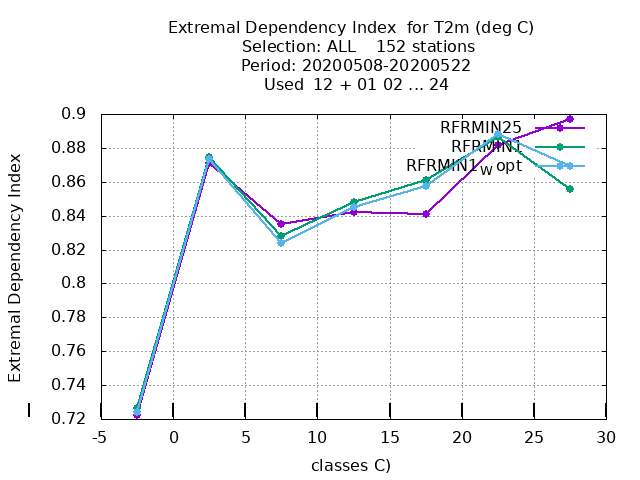 Extremal Dependency Index  for T2m (deg C)
Selection: ALL    152 stations
Period: 20200508-20200522
Used  12 + 01 02 ... 24
Extremal Dependency Index
0.9
0.88
0.86
0.84
0.82
0.8
0.78
0.76
0.74
0.72
RFRMIN25
RFRMIN1
RFRMIN1w opt
-5
0
5
10
15
20
25
30
classes C)